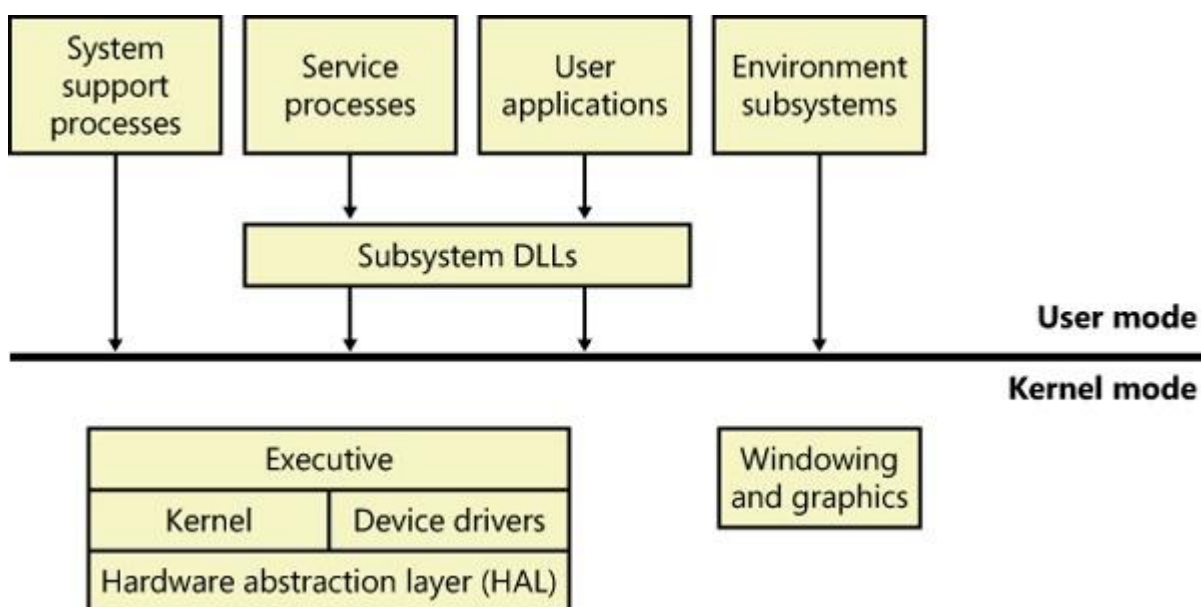 System
support
processes
Service
processes
User
applications
Environment
subsystems
Subsystem DLLs
User mode
Kernel mode
Executive
Kernel
Device drivers
Hardware abstraction layer (HAL)
Windowing
and graphics